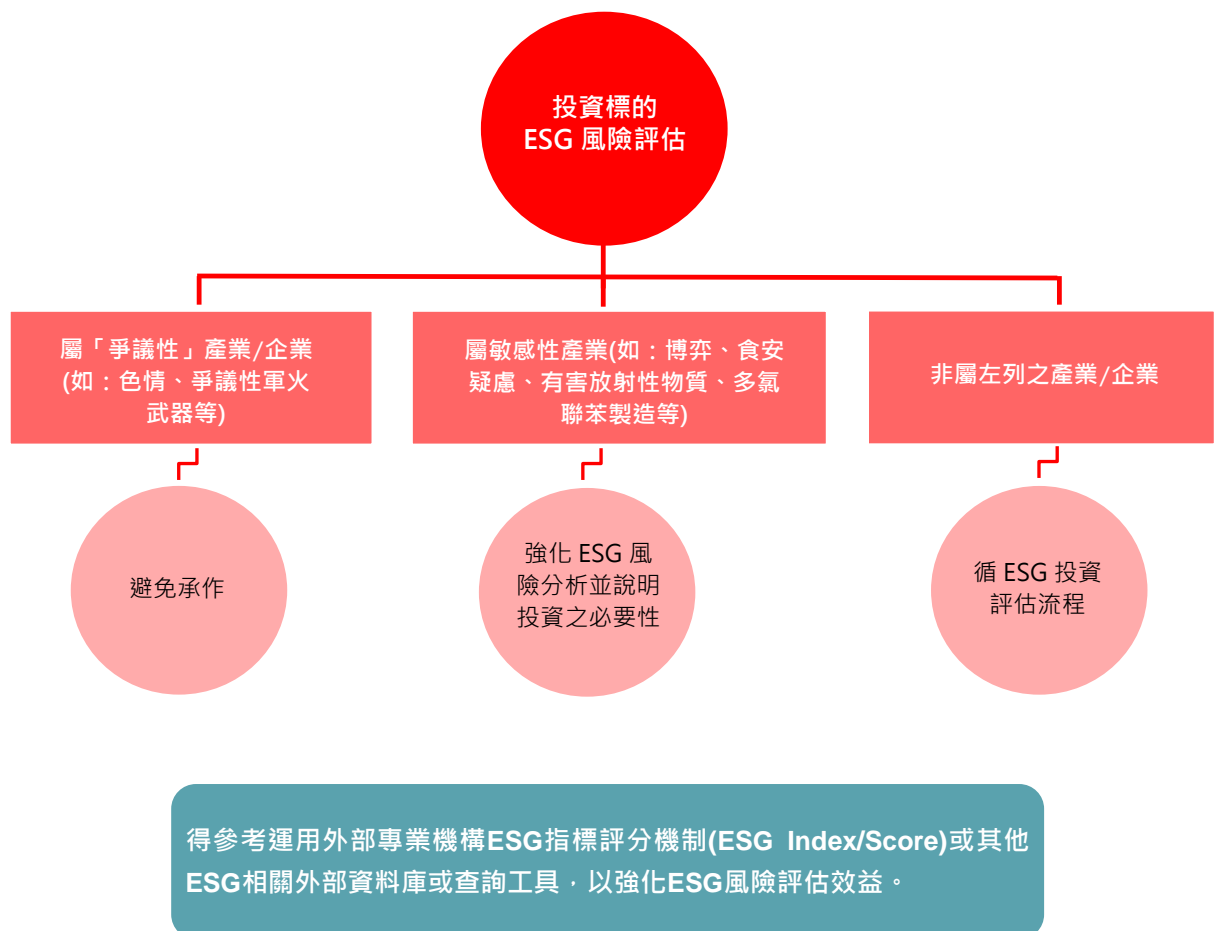 投資標的
ESG 風險評估
屬「爭議性」產業/企業
(如：色情、爭議性軍火
武器等)
屬敏感性產業(如：博弈、食安
疑慮、有害放射性物質、多氯
聯苯製造等)
非屬左列之產業/企業
避免承作
強化 ESG 風
險分析並說明
投資之必要性
循 ESG 投資
評估流程
得參考運用外部專業機構ESG指標評分機制(ESG Index/Score)或其他
ESG相關外部資料庫或查詢工具，以強化ESG風險評估效益。